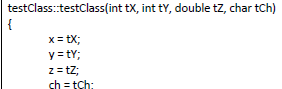 testClass::testClass(int tX, int tY, double tZ, char tCh)
{
x = tX;
y = tY;
z = tZ;
ch = tCh;